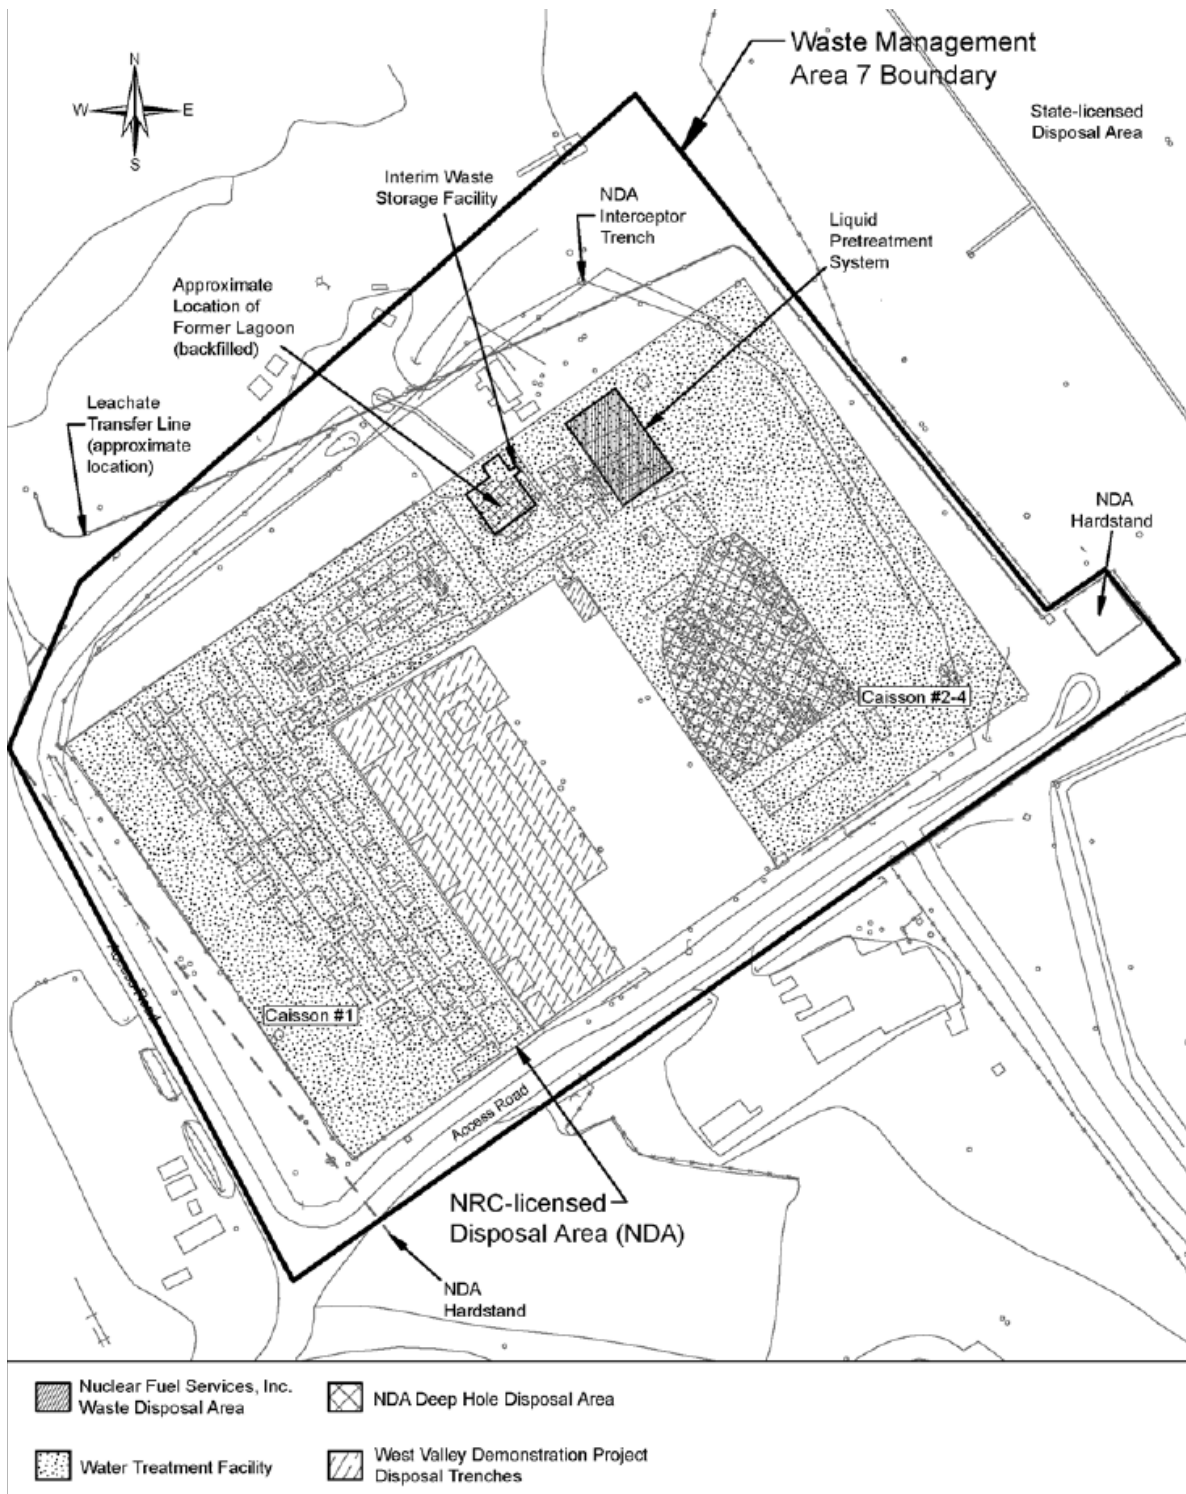 Waste Management
Area 7 Boundary
N
W
E
S
State-licensed
Disposal Area
Interim Waste
Storage Facility
NDA
Interceptor
Trench
Liquid
Pretreatment
System
Approximate
Location of
Former Lagoon
(backfilled)
Leachate
Transfer Line
(approximate
location)
NDA
Hardstand
Caisson #2-4
Access Road
Caisson #1
Access Road
NRC-licensed
Disposal Area (NDA)
NDA
Hardstand
Nuclear Fuel Services, Inc.
Waste Disposal Area
NDA Deep Hole Disposal Area
Water Treatment Facility
West Valley Demonstration Project
Disposal Trenches